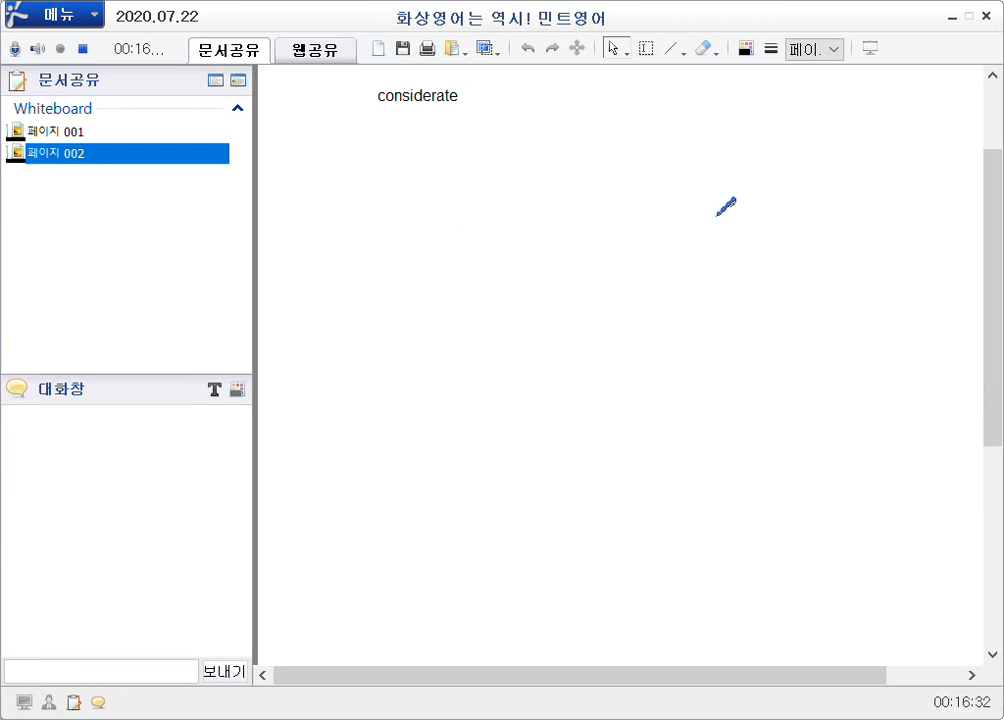 메뉴 2020.07.22 화상영어는 역시! 민트영어
00:16... 문서공유 웹공유 페이.
문서공유
Whiteboard
페이지 001
페이지 002
considerate
대화창
보내기
00:16:32